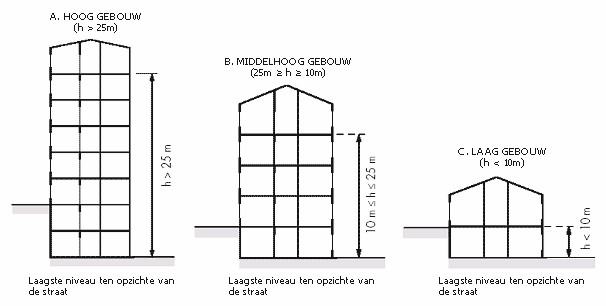 A. HOOG GEBOUW
(h > 25m)
h > 25 m
Laagste niveau ten opzichte van
de straat
B. MIDDELHOOG GEBOUW
(25m ≥ h ≥ 10m)
10 m ≤ h ≤ 25 m
Laagste niveau ten opzichte van
de straat
C. LAAG GEBOUW
(h < 10m)
h < 10 m
Laagste niveau ten opzichte van
de straat